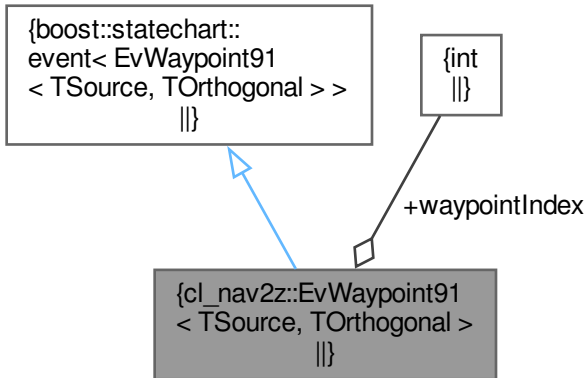 {boost::statechart::
event< EvWaypoint91
< TSource, TOrthogonal > >
||}
{int
||}
+waypointIndex
{cl_nav2z::EvWaypoint91
< TSource, TOrthogonal >
||}